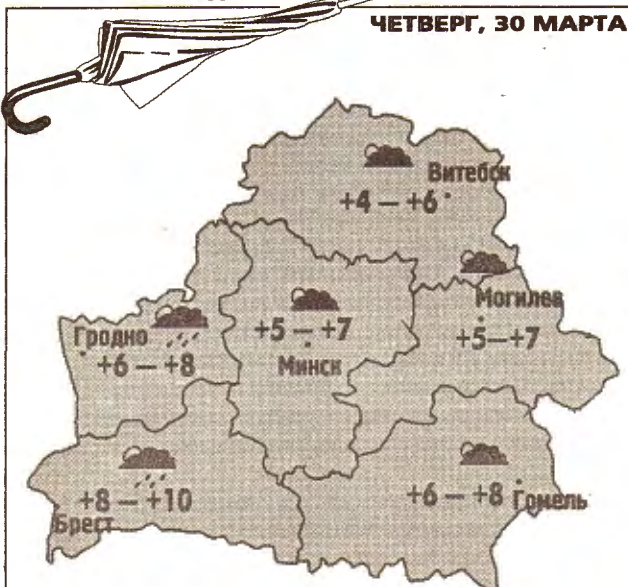 ЧЕТВЕРГ, 30 МАРТА
Витебск
+4 — +6
Могилев
+5—+7
+5 — +7
Минск
Гродно
+6 — +8
+8 — +10
Брест
+6 — +8 Гомель